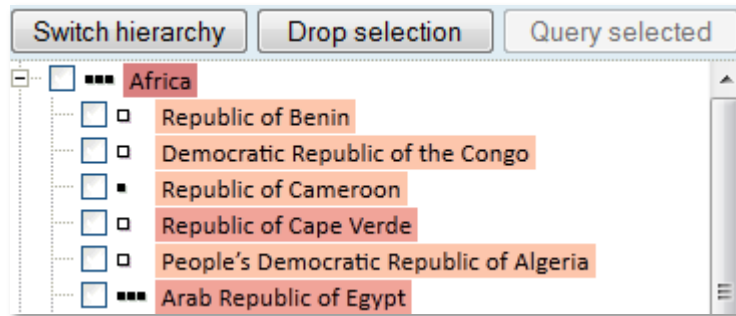 Switch hierarchy Drop selection Query selected
Africa
Republic of Benin
Democratic Republic of the Congo
Republic of Cameroon
Republic of Cape Verde
People's Democratic Republic of Algeria
Arab Republic of Egypt